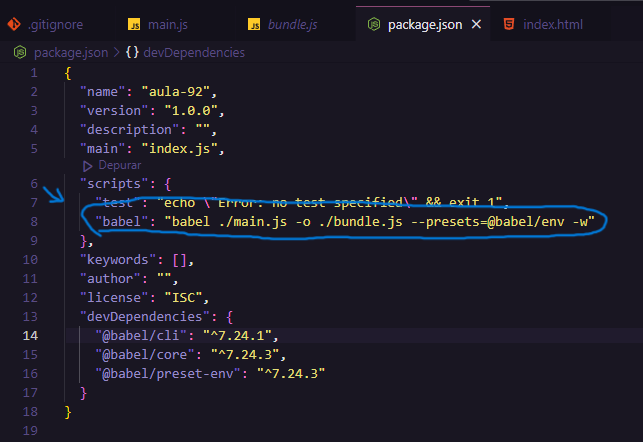 .gitignore JS main.js JS bundle.js package.json × index.html
package.json > {} devDependencies
1 {
2 "name": "aula-92",
3 "version": "1.0.0",
4 "description": "",
5 "main": "index.js",
Depurar
6 "scripts": {
7 "test": "echo \"Error: no test specified\" && exit 1",
8 "babel": "babel ./main.js -o ./bundle.js --presets=@babel/env -w"
9 },
10 "keywords": [],
11 "author": "",
12 "license": "ISC",
13 "devDependencies": {
14 "@babel/cli": "^7.24.1",
15 "@babel/core": "^7.24.3",
16 "@babel/preset-env": "^7.24.3"
17 }
18 }
19